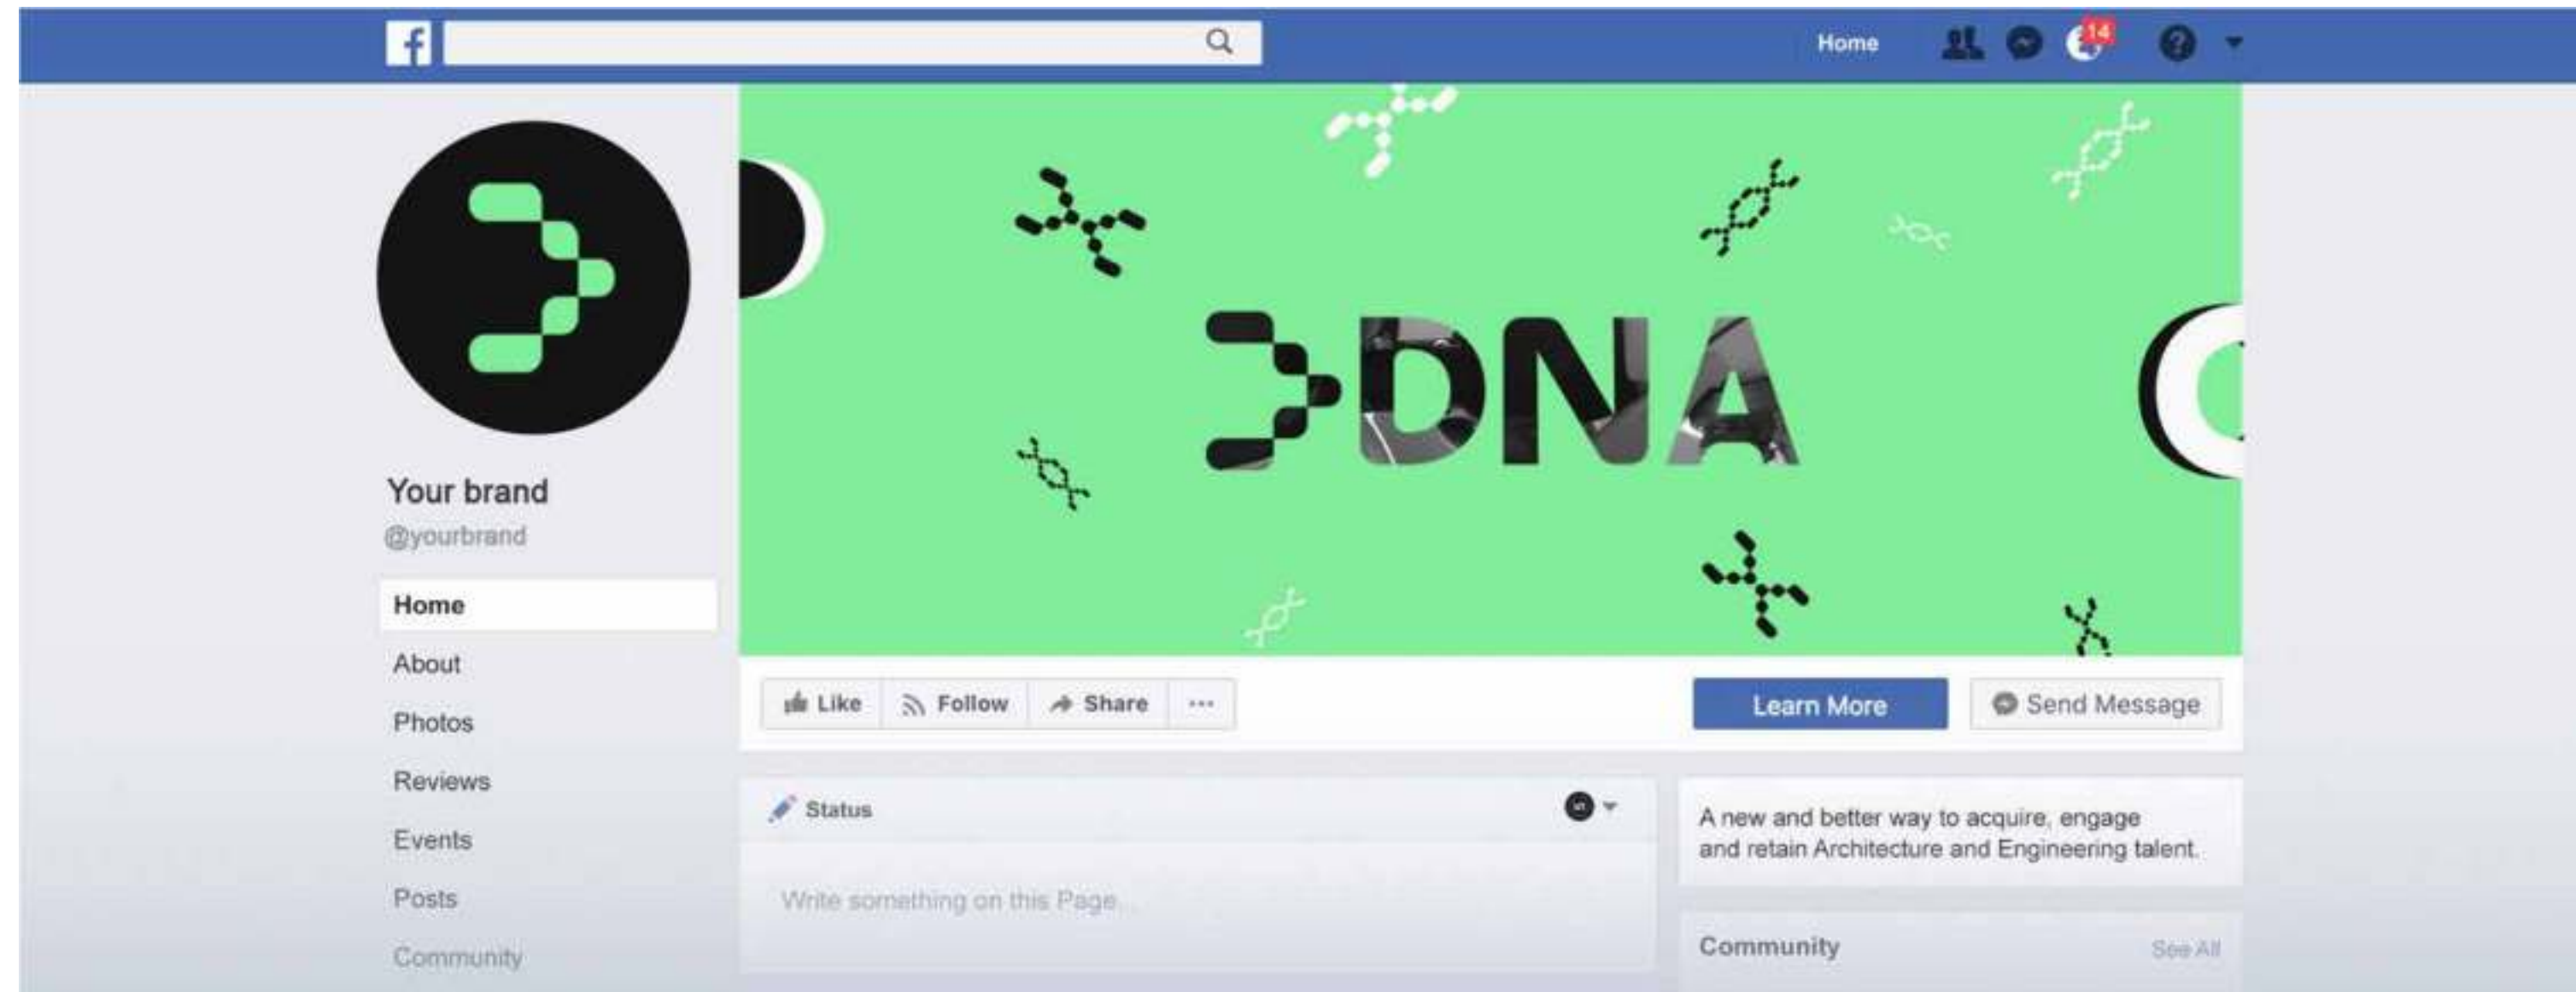 Home
14
Your brand
@yourbrand
Home
About
Photos
Reviews
Events
Posts
Community
3DNA
Like
Follow
Share
Learn More
Send Message
Status
Write something on this Page...
A new and better way to acquire, engage
and retain Architecture and Engineering talent.
Community
See All